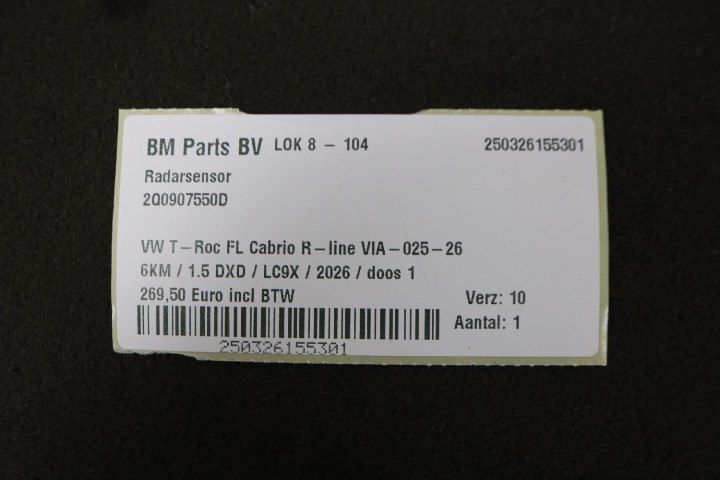 BM Parts BV LOK 8 - 104 250326155301
Radarsensor
2Q0907550D
VW T-Roc FL Cabrio R-line VIA-025-26
6KM / 1.5 DXD / LC9X / 2026 / doos 1
269,50 Euro incl BTW Verz: 10
Aantal: 1
250326155301